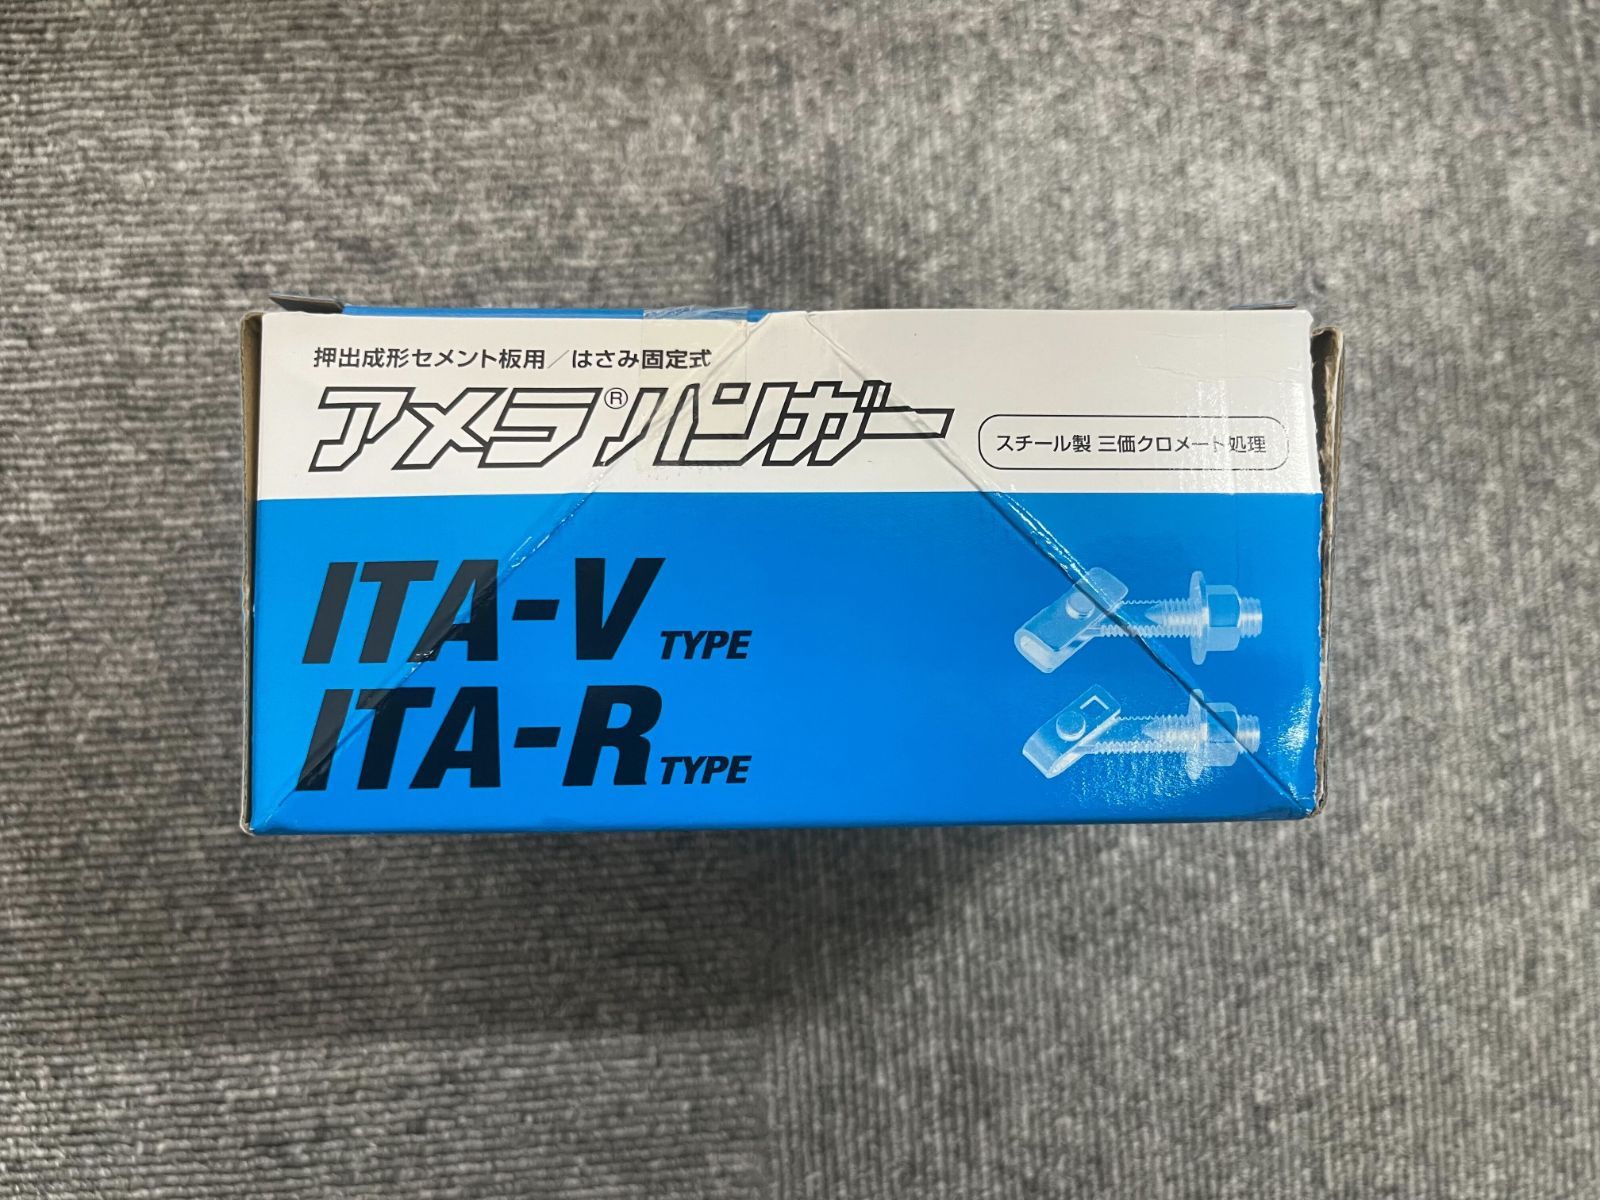 押出成形セメント板用／はさみ固定式
アメラ®ハンガー
スチール製 三価クロメート処理
ITA-V TYPE
ITA-R TYPE